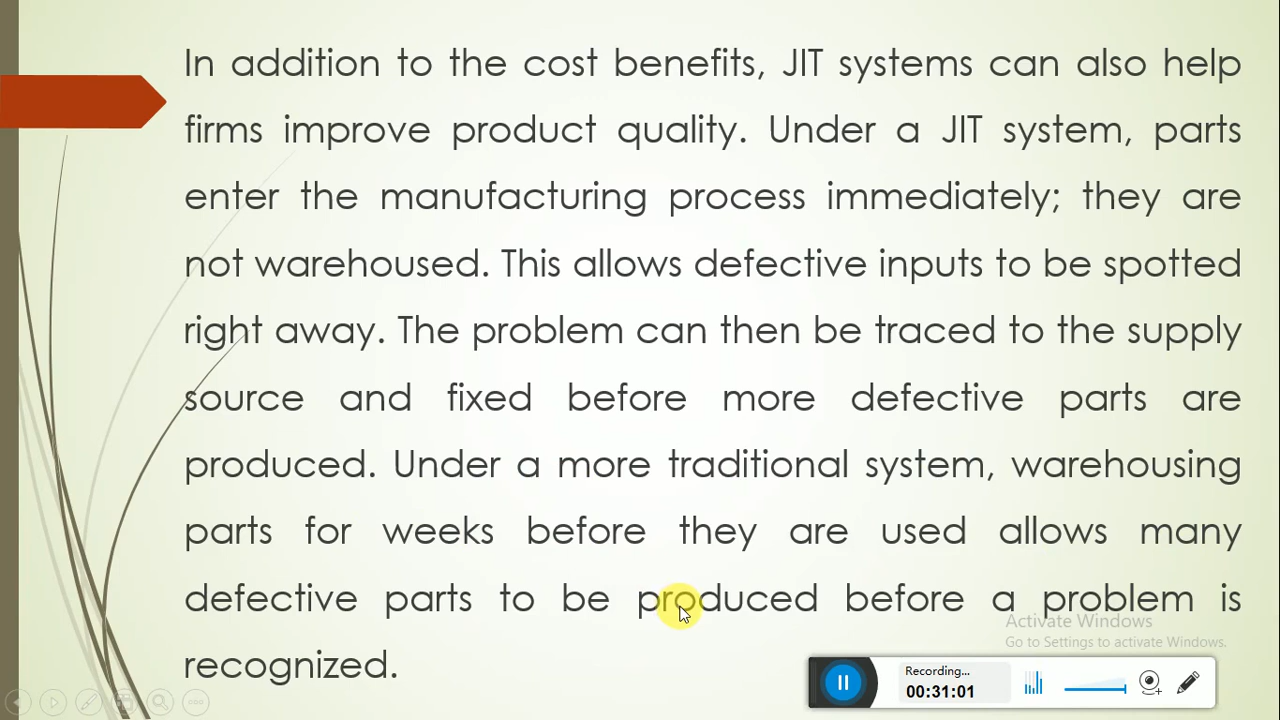 In addition to the cost benefits, JIT systems can also help
firms improve product quality. Under a JIT system, parts
enter the manufacturing process immediately; they are
not warehoused. This allows defective inputs to be spotted
right away. The problem can then be traced to the supply
source and fixed before more defective parts are
produced. Under a more traditional system, warehousing
parts for weeks before they are used allows many
defective parts to be produced before a problem is
recognized.
Activate Windows
Go to Settings to activate Windows.
Recording...
00:31:01